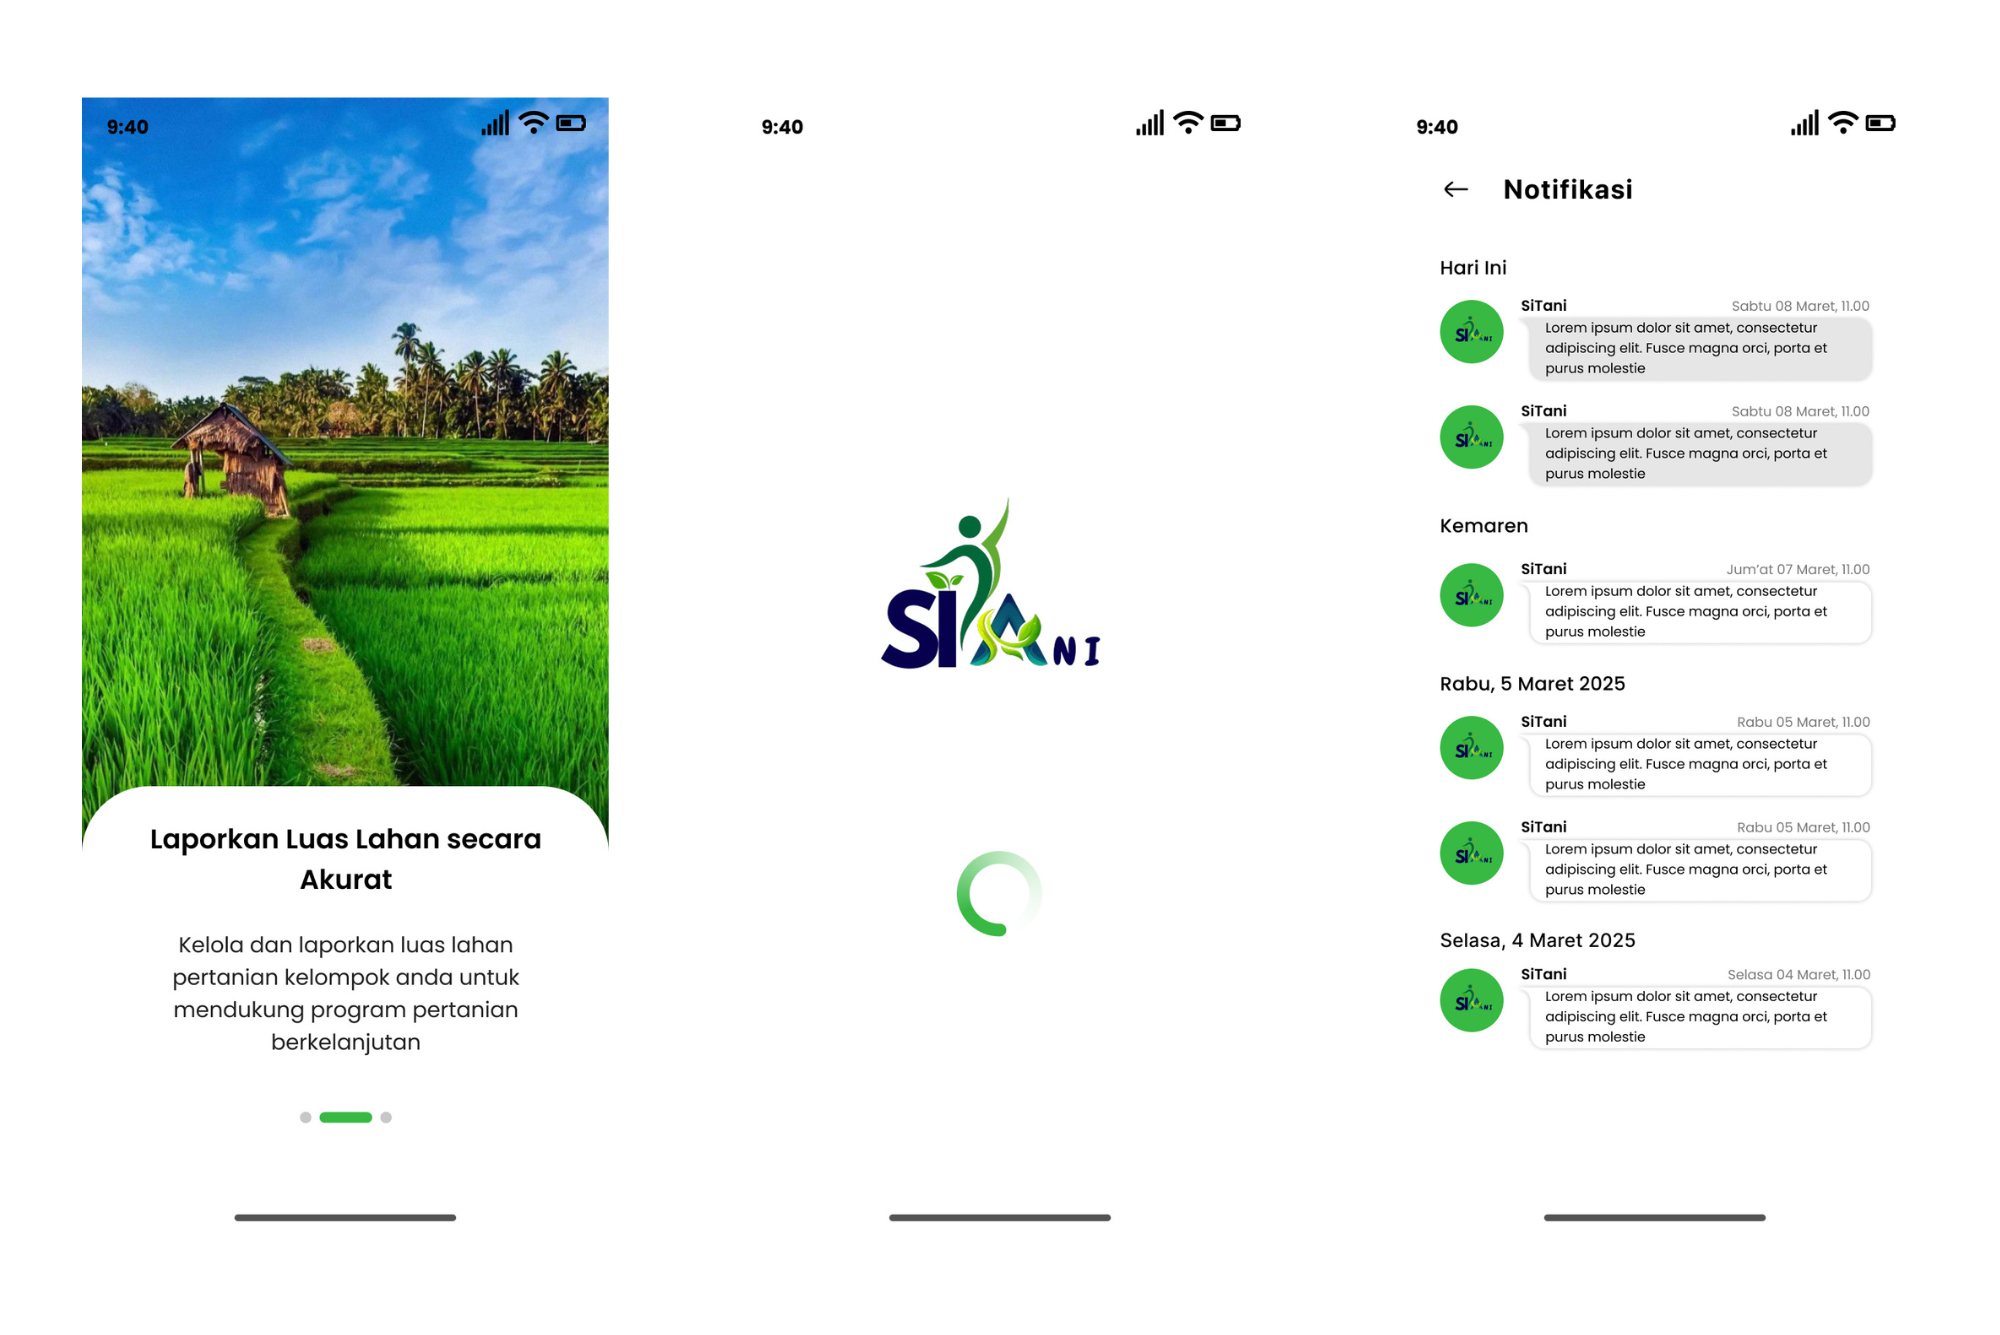 9:40
Laporkan Luas Lahan secara
Akurat
Kelola dan laporkan luas lahan
pertanian kelompok anda untuk
mendukung program pertanian
berkelanjutan
9:40
SITANI
9:40
Notifikasi
Hari Ini
SiTani Sabtu 08 Maret, 11.00
SITANI
Lorem ipsum dolor sit amet, consectetur
adipiscing elit. Fusce magna orci, porta et
purus molestie
SiTani Sabtu 08 Maret, 11.00
SITANI
Lorem ipsum dolor sit amet, consectetur
adipiscing elit. Fusce magna orci, porta et
purus molestie
Kemaren
SiTani Jum'at 07 Maret, 11.00
SITANI
Lorem ipsum dolor sit amet, consectetur
adipiscing elit. Fusce magna orci, porta et
purus molestie
Rabu, 5 Maret 2025
SiTani Rabu 05 Maret, 11.00
SITANI
Lorem ipsum dolor sit amet, consectetur
adipiscing elit. Fusce magna orci, porta et
purus molestie
SiTani Rabu 05 Maret, 11.00
SITANI
Lorem ipsum dolor sit amet, consectetur
adipiscing elit. Fusce magna orci, porta et
purus molestie
Selasa, 4 Maret 2025
SiTani Selasa 04 Maret, 11.00
SITANI
Lorem ipsum dolor sit amet, consectetur
adipiscing elit. Fusce magna orci, porta et
purus molestie